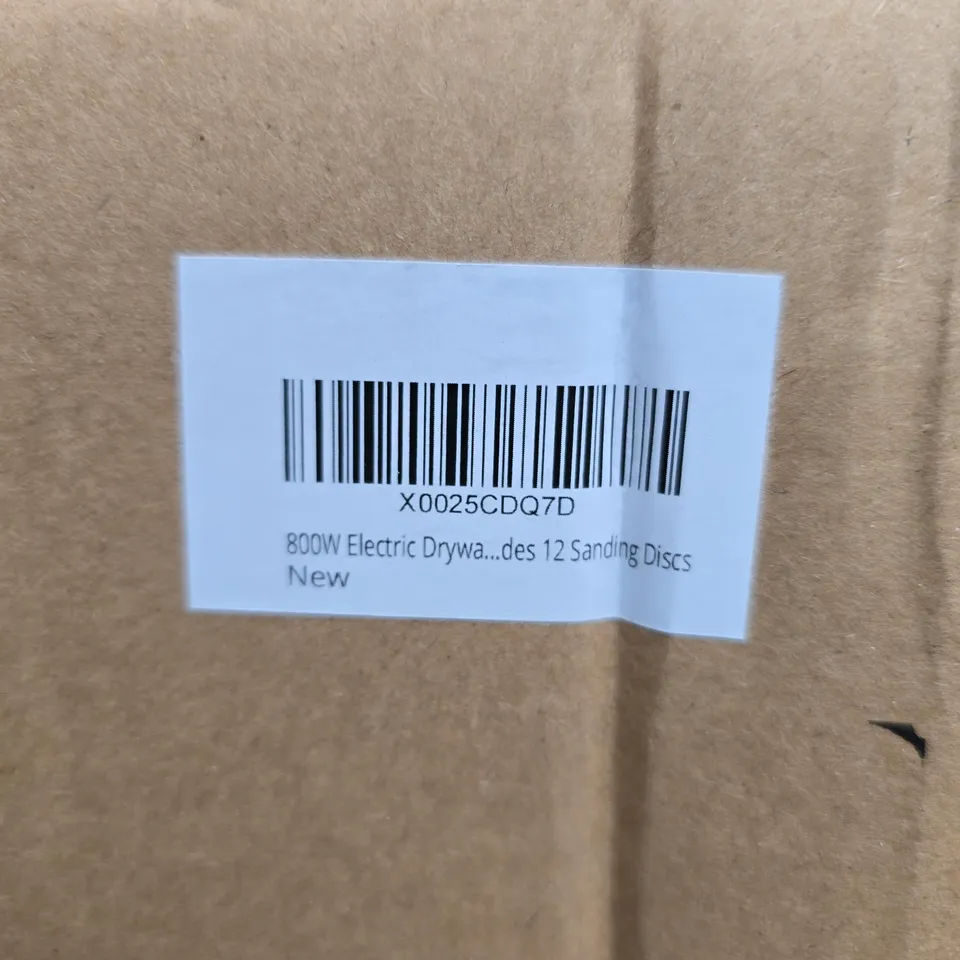 X0025CDQ7D
800W Electric Drywa...des 12 Sanding Discs
New